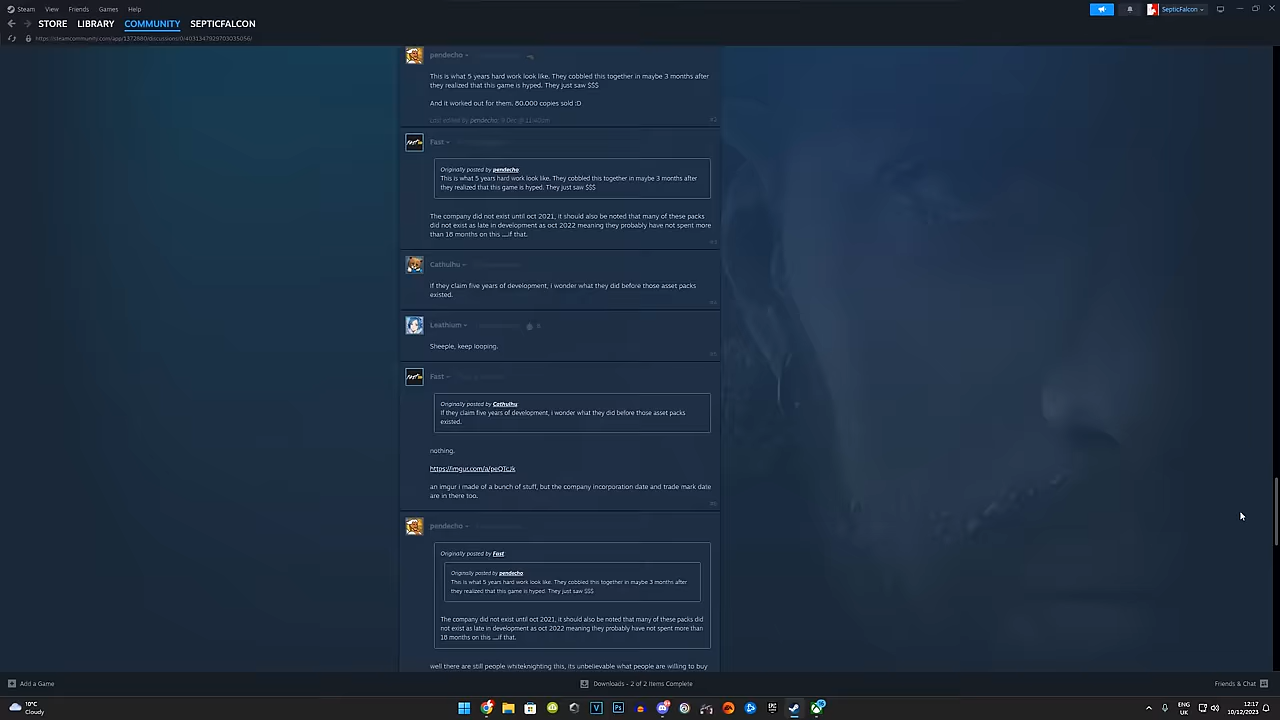 Steam View Friends Games Help
SepticFalcon
STORE LIBRARY COMMUNITY SEPTICFALCON
pendecho
This is what 5 years hard work look like. They cobbled this together in maybe 3 months after
they realized that this game is hyped. They just saw $$$
And it worked out for them. 80.000 copies sold :D
Last edited by pendecho; 9 Dec @ 11:42am
#2
Fast
Originally posted by pendecho:
This is what 5 years hard work look like. They cobbled this together in maybe 3 months after
they realized that this game is hyped. They just saw $$$
The company did not exist until oct 2021, it should also be noted that many of these packs
did not exist as late in development as oct 2022 meaning they probably have not spent more
than 18 months on this ....if that.
#3
Cathulhu
If they claim five years of development, i wonder what they did before those asset packs
existed.
#4
Leathium
Sheeple, keep looping.
#5
Fast
Originally posted by Cathulhu:
If they claim five years of development, i wonder what they did before those asset packs
existed.
nothing.
https://imgur.com/a/peQTcJk
an imgur i made of a bunch of stuff, but the company incorporation date and trade mark date
are in there too.
#6
pendecho
Originally posted by Fast:
Originally posted by pendecho:
This is what 5 years hard work look like. They cobbled this together in maybe 3 months after
they realized that this game is hyped. They just saw $$$
The company did not exist until oct 2021, it should also be noted that many of these packs did
not exist as late in development as oct 2022 meaning they probably have not spent more than
18 months on this ....if that.
well there are still people whiteknighting this, its unbelievable what people are willing to buy
Add a Game
Downloads - 2 of 2 Items Complete
Friends & Chat
10°C
Cloudy
ENG
UK
12:17
10/12/2023